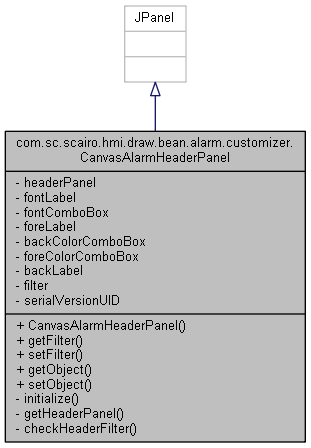 JPanel
com.sc.scairo.hmi.draw.bean.alarm.customizer.
CanvasAlarmHeaderPanel
- headerPanel
- fontLabel
- fontComboBox
- foreLabel
- backColorComboBox
- foreColorComboBox
- backLabel
- filter
- serialVersionUID
+ CanvasAlarmHeaderPanel()
+ getFilter()
+ setFilter()
+ getObject()
+ setObject()
- initialize()
- getHeaderPanel()
- checkHeaderFilter()